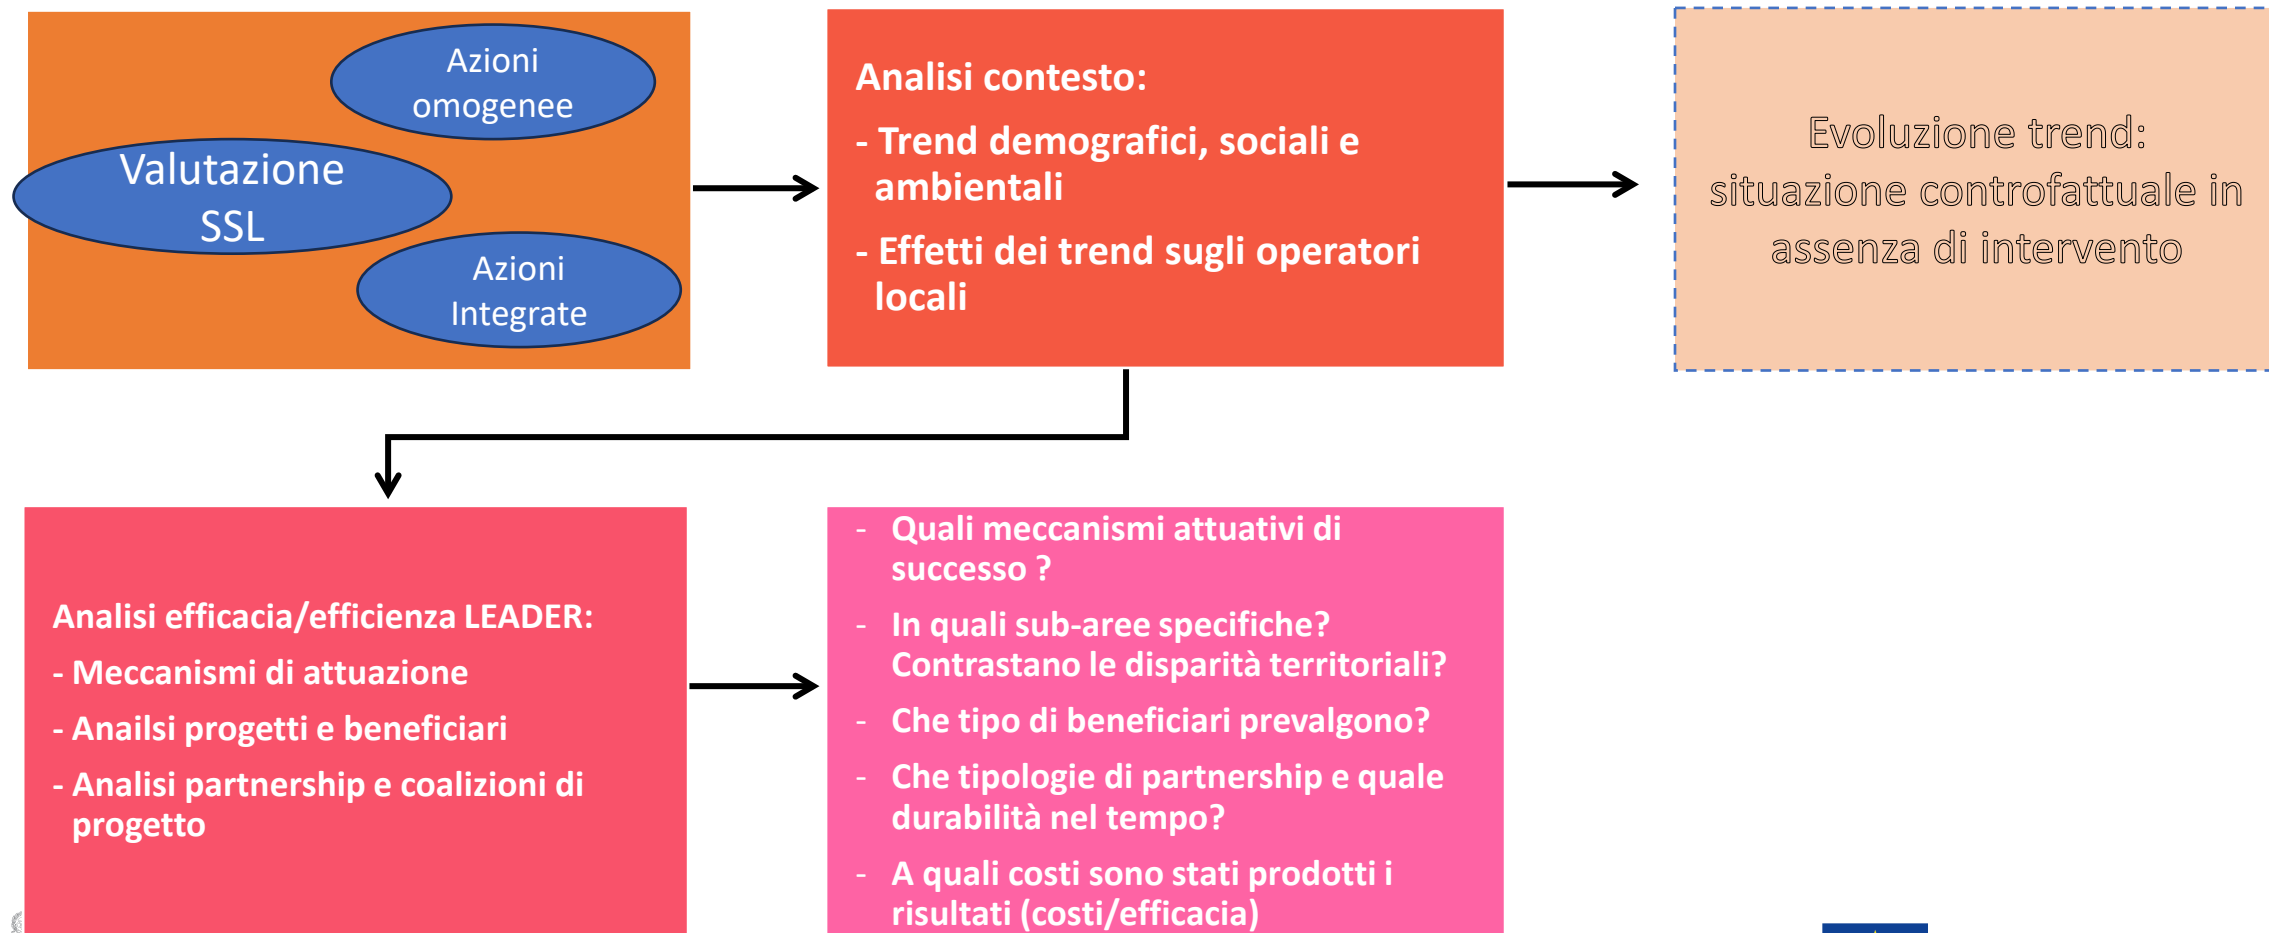 Azioni
omogenee
Valutazione
SSL
Azioni
Integrate
Analisi contesto:
- Trend demografici, sociali e
ambientali
- Effetti dei trend sugli operatori
locali
Evoluzione trend:
situazione controfattuale in
assenza di intervento
Analisi efficacia/efficienza LEADER:
- Meccanismi di attuazione
- Anailsi progetti e beneficiari
- Analisi partnership e coalizioni di
progetto
- Quali meccanismi attuativi di
successo ?
- In quali sub-aree specifiche?
Contrastano le disparità territoriali?
- Che tipo di beneficiari prevalgono?
- Che tipologie di partnership e quale
durabilità nel tempo?
- A quali costi sono stati prodotti i
risultati (costi/efficacia)